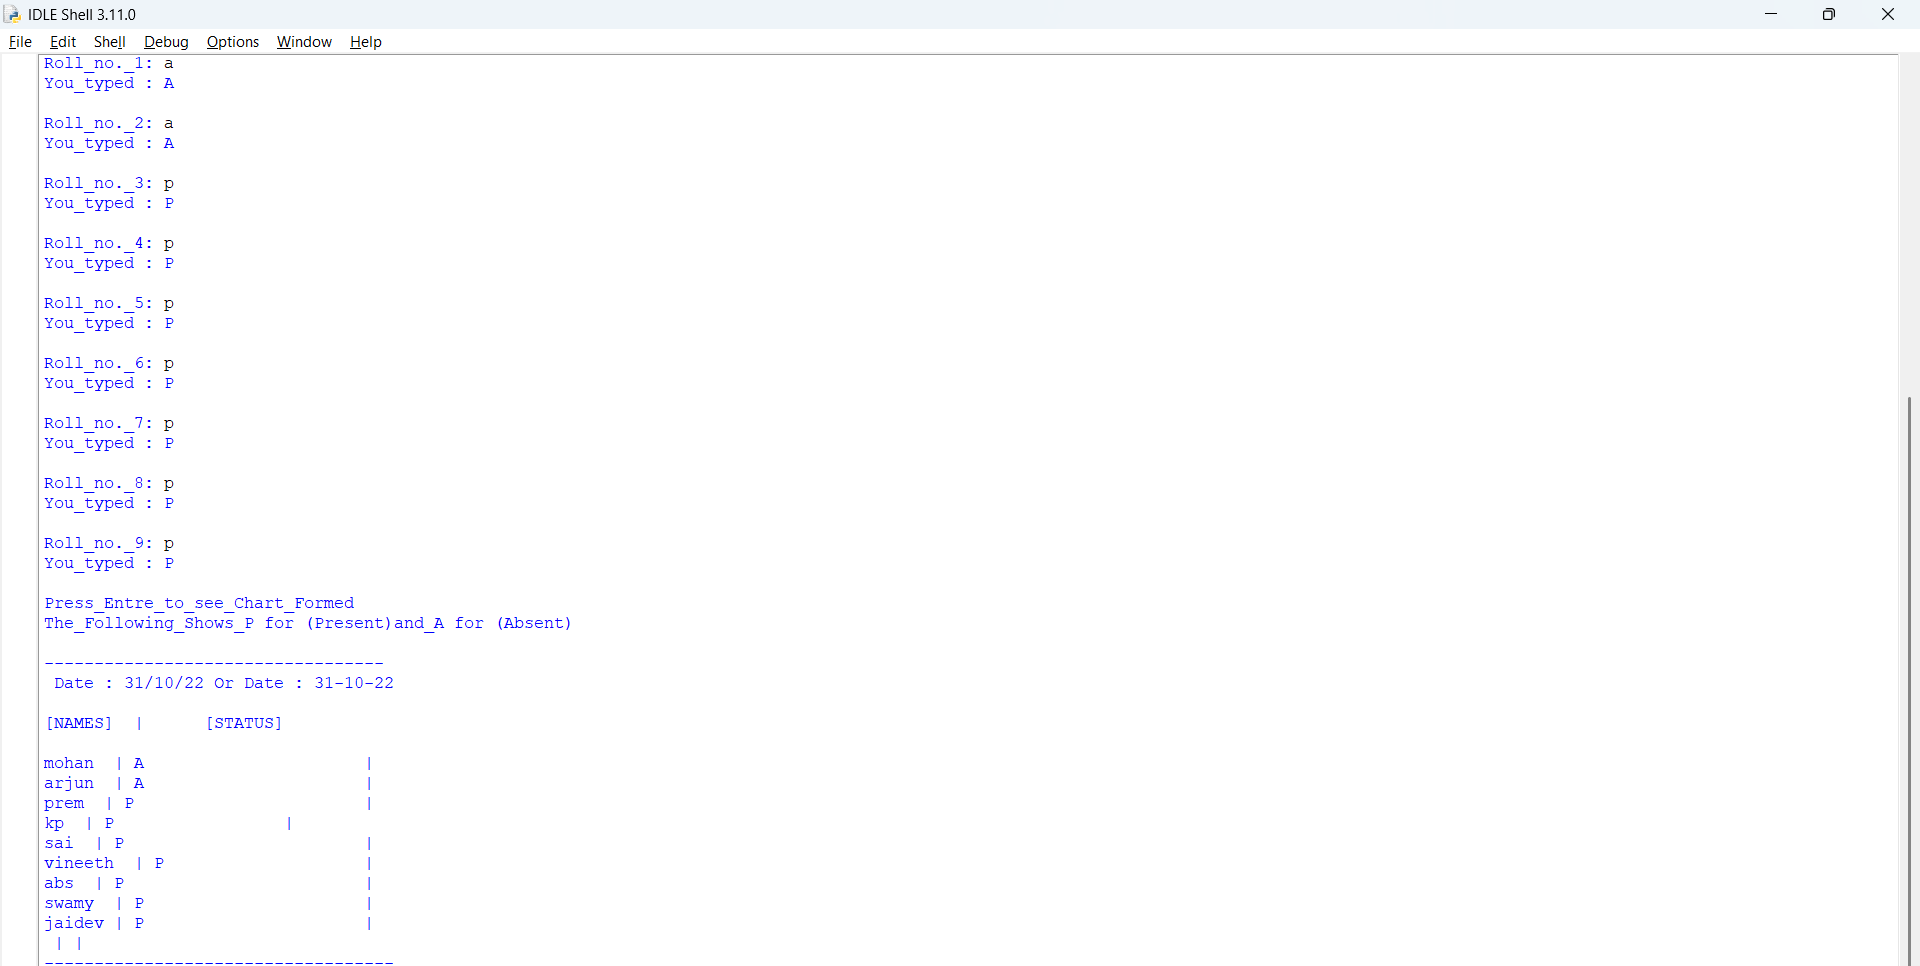 IDLE Shell 3.11.0
File Edit Shell Debug Options Window Help
Roll_no._1: a
You_typed : A
Roll_no._2: a
You_typed : A
Roll_no._3: p
You_typed : P
Roll_no._4: p
You_typed : P
Roll_no._5: p
You_typed : P
Roll_no._6: p
You_typed : P
Roll_no._7: p
You_typed : P
Roll_no._8: p
You_typed : P
Roll_no._9: p
You_typed : P
Press_Entre_to_see_Chart_Formed
The_Following_Shows_P for (Present)and_A for (Absent)
----------------------------------
Date : 31/10/22 Or Date : 31-10-22
[NAMES] | [STATUS]
mohan | A |
arjun | A |
prem | P |
kp | P |
sai | P |
vineeth | P |
abs | P |
swamy | P |
jaidev | P |
| |
-----------------------------------